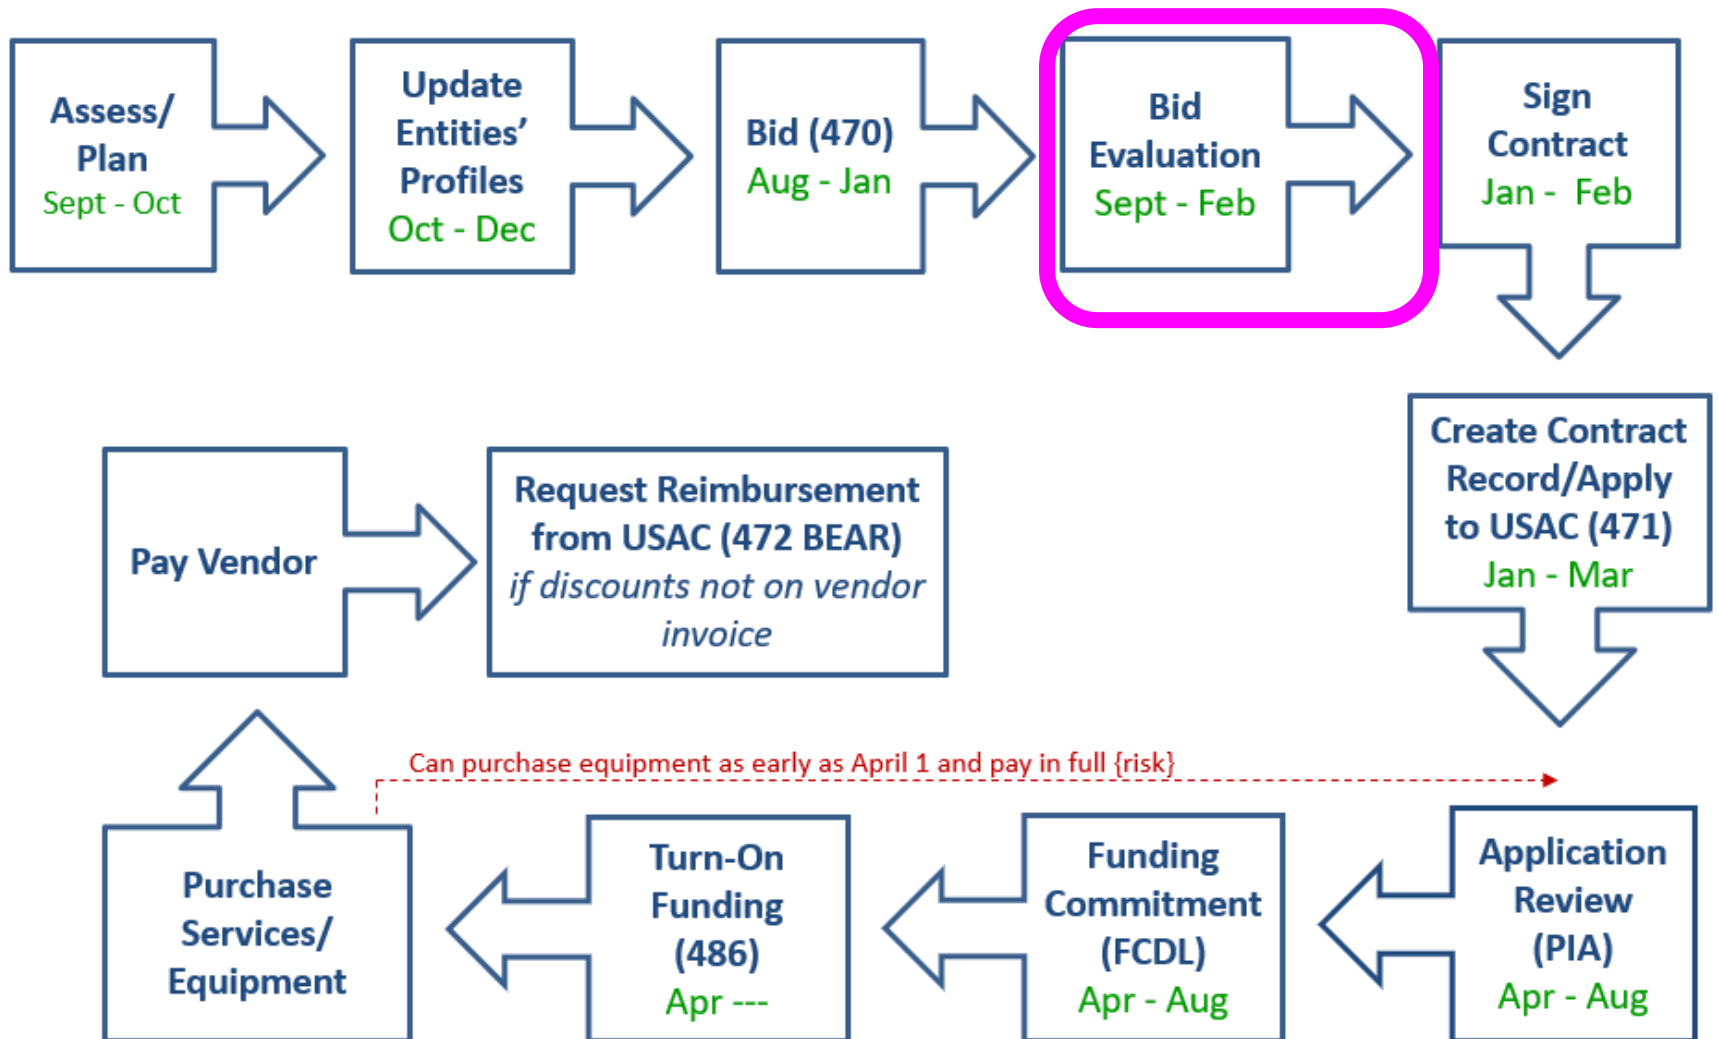 Assess/
Plan
Sept - Oct
Update
Entities’
Profiles
Oct - Dec
Bid (470)
Aug - Jan
Bid
Evaluation
Sept - Feb
Sign
Contract
Jan -  Feb
Create Contract
Record/Apply
to USAC (471)
Jan - Mar
Application
Review
(PIA)
Apr - Aug
Funding
Commitment
(FCDL)
Apr - Aug
Turn-On
Funding
(486)
Apr ---
Can purchase equipment as early as April 1 and pay in full {risk}
Purchase
Services/
Equipment
Pay Vendor
Request Reimbursement
from USAC (472 BEAR)
if discounts not on vendor
invoice